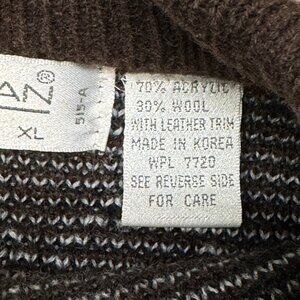 AZ®
XL
515-A
70% ACRYLIC
30% WOOL
WITH LEATHER TRIM
MADE IN KOREA
WPL 7720
SEE REVERSE SIDE
FOR CARE